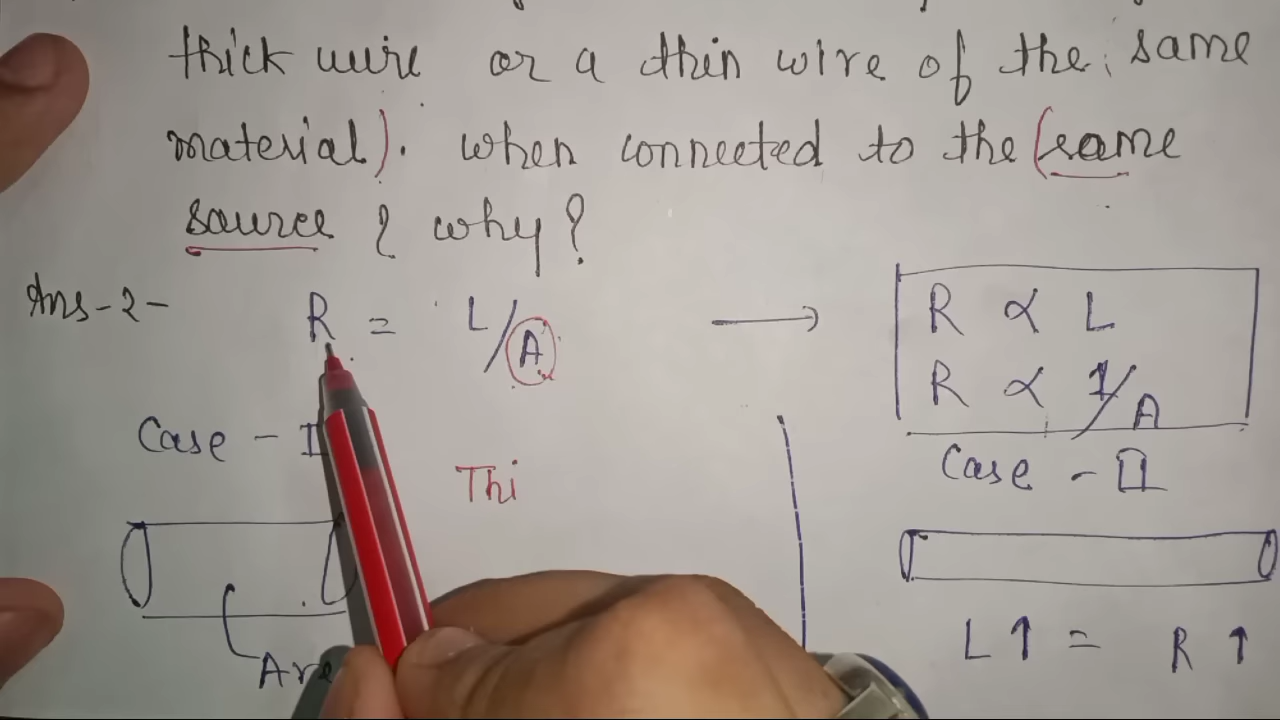 thick wire or a thin wire of the same
material). when connected to the (same
source ? why?
Ans-2- R = L/A → R ∝ L
R ∝ 1/A
Case - I
Case - II
Thi
L↑ = R↑
Are